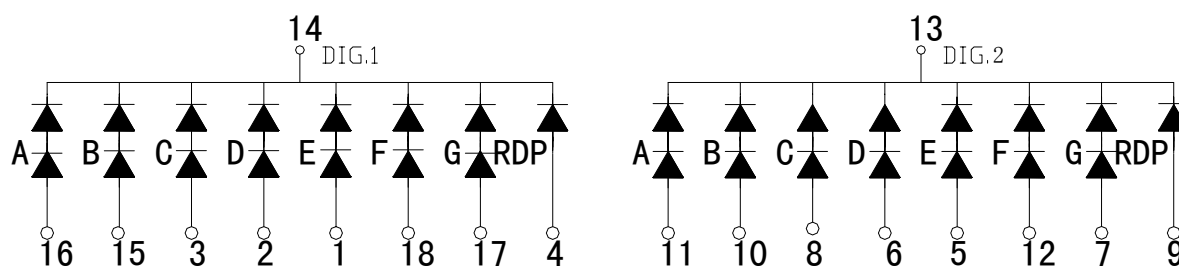 14 13
DIG.1 DIG.2
A B C D E F G RDP A B C D E F G RDP
16 15 3 2 1 18 17 4 11 10 8 6 5 12 7 9